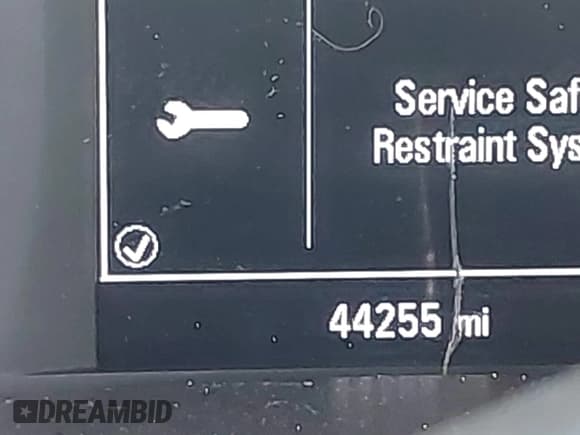 Service Saf
Restraint Sys
44255 mi
DREAMBID